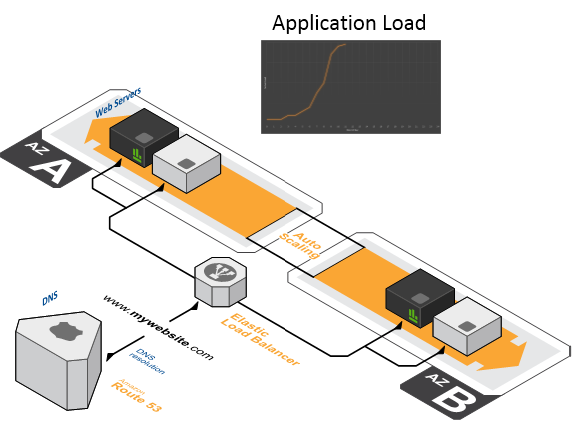 Application Load
Web Servers
AZ
A
Auto
Scaling
DNS
www.mywebsite.com
Elastic
Load Balancer
DNS
resolution
Amazon
Route 53
AZ
B